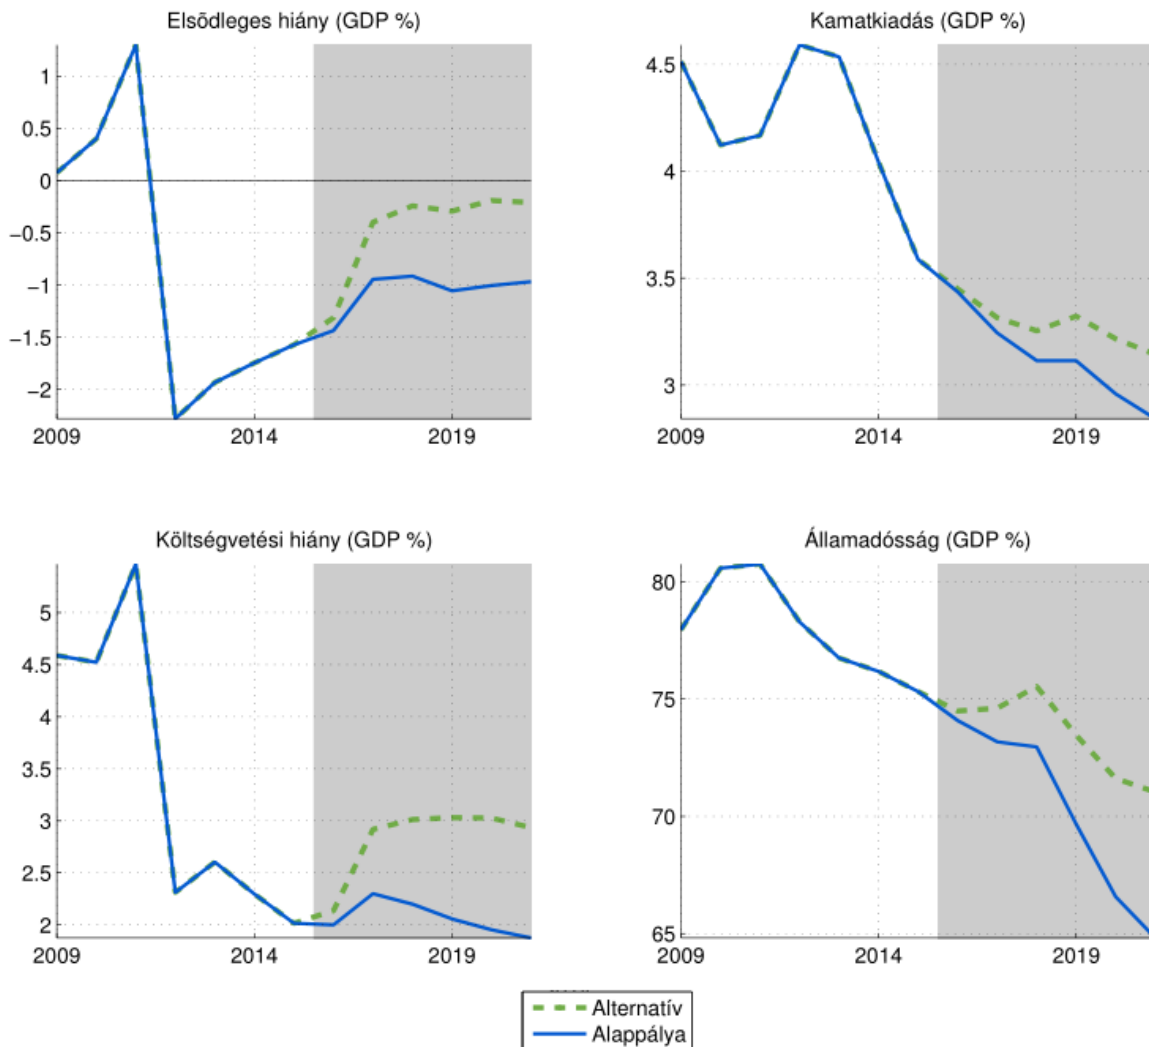 Elsõdleges hiány (GDP %)
1
0.5
0
−0.5
−1
−1.5
−2
2009 2014 2019
Kamatkiadás (GDP %)
4.5
4
3.5
3
2009 2014 2019
Költségvetési hiány (GDP %)
5
4.5
4
3.5
3
2.5
2
2009 2014 2019
Államadósság (GDP %)
80
75
70
65
2009 2014 2019
Alternatív
Alappálya